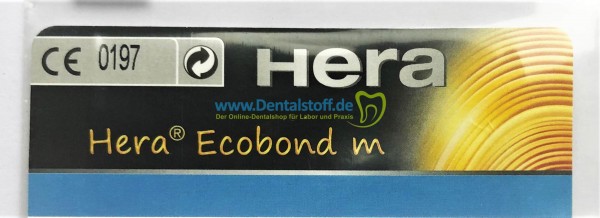 CE 0197
Hera
www.Dentalstoff.de
Der Online-Dentalshop für Labor und Praxis
Hera® Ecobond m